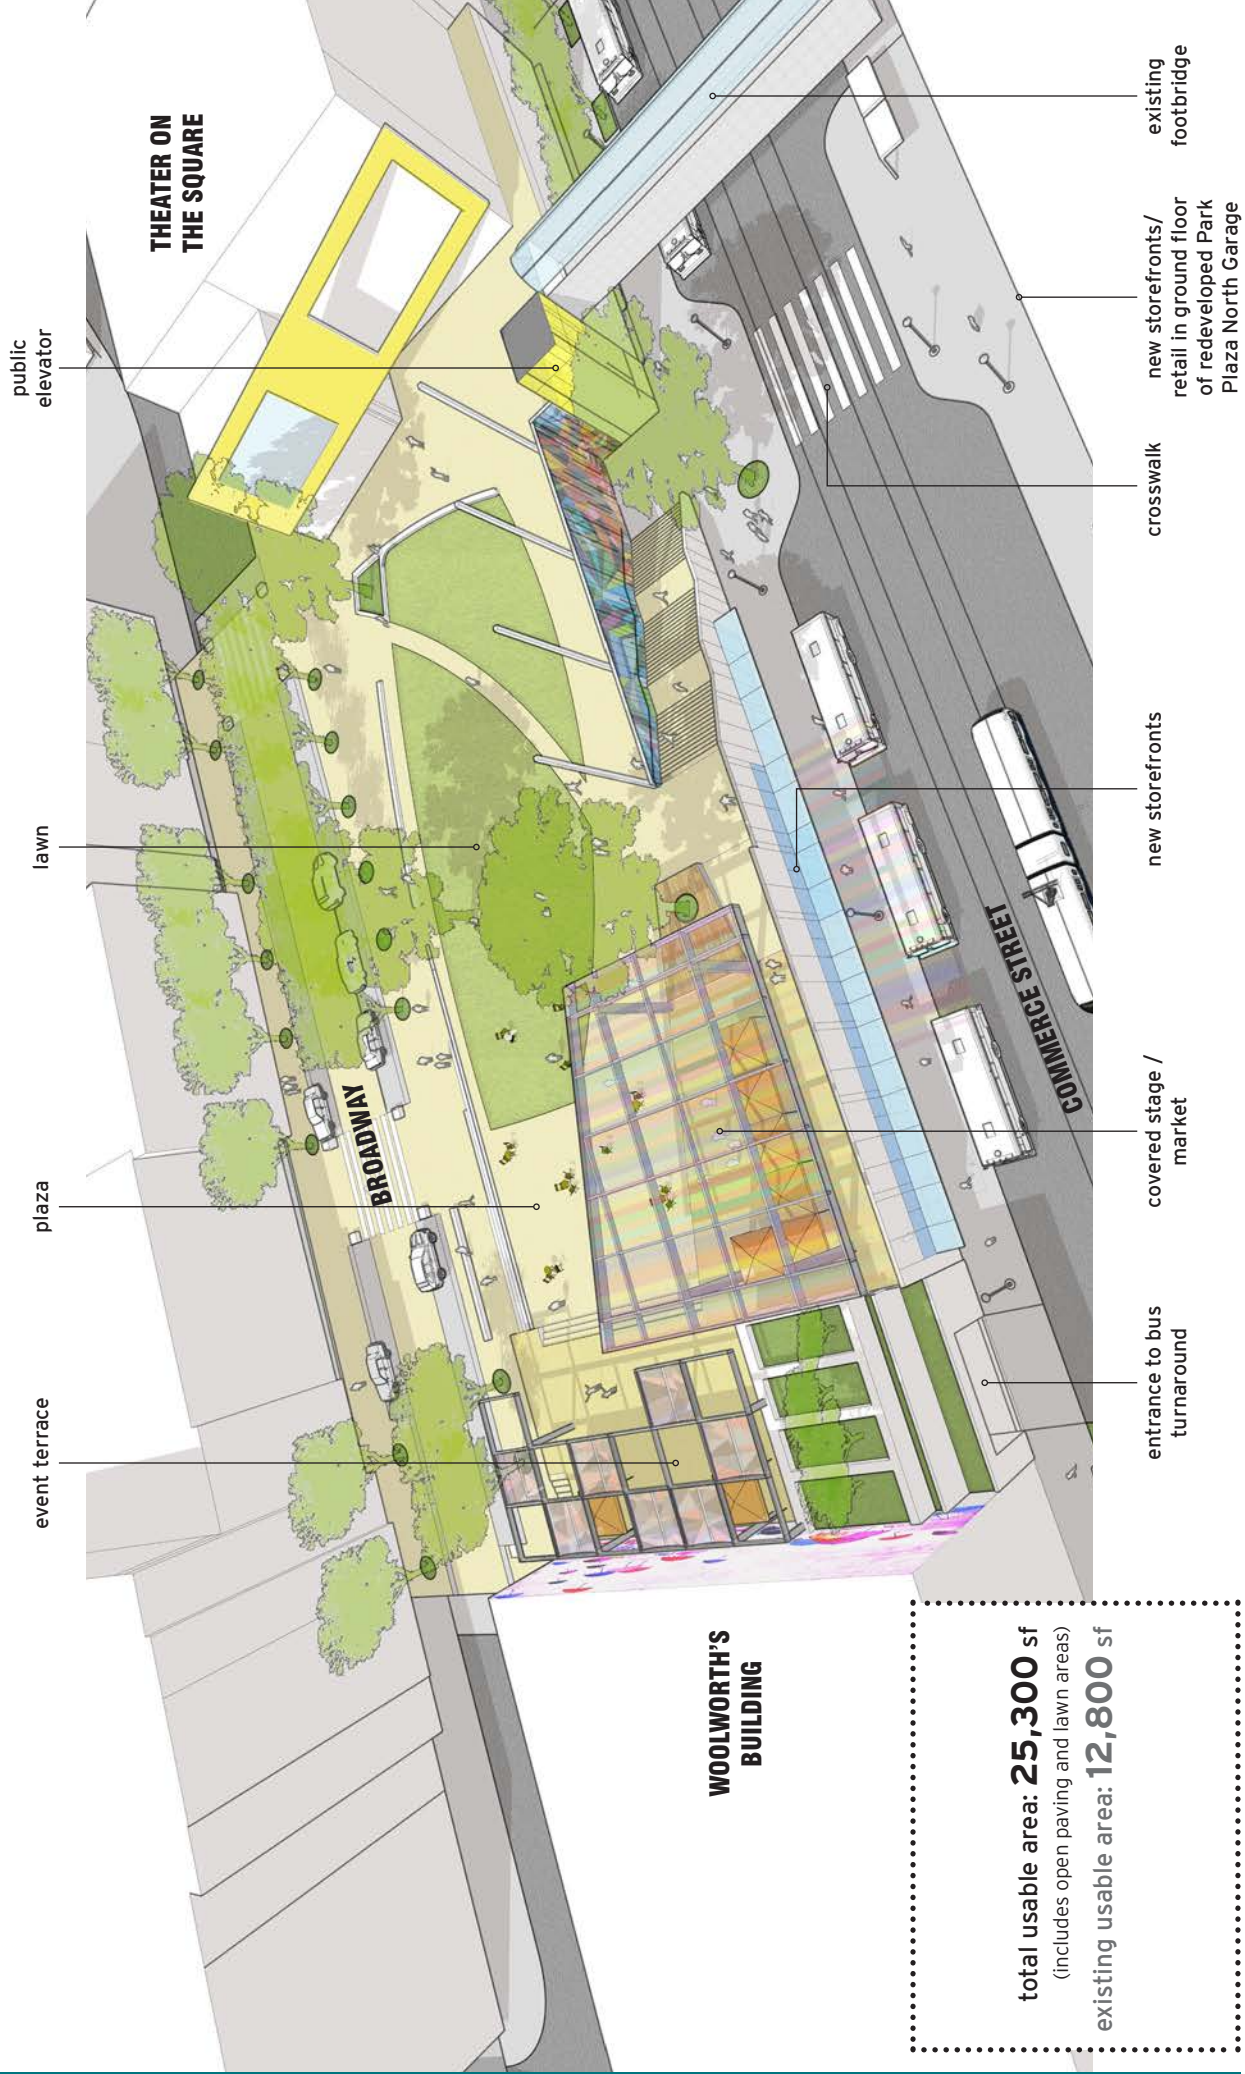 event terrace
plaza
lawn
public
elevator
THEATER ON
THE SQUARE
BROADWAY
WOOLWORTH'S
BUILDING
COMMERCE STREET
total usable area: 25,300 sf
(includes open paving and lawn areas)
existing usable area: 12,800 sf
entrance to bus
turnaround
covered stage /
market
new storefronts
crosswalk
new storefronts/
retail in ground floor
of redeveloped Park
Plaza North Garage
existing
footbridge